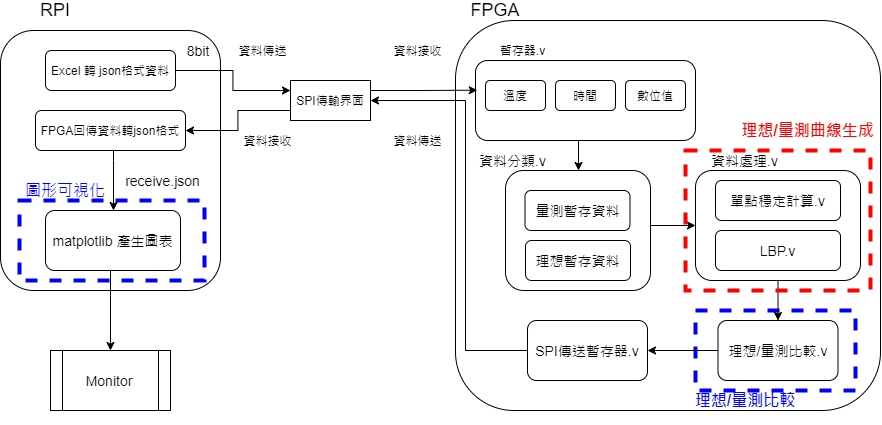 RPI
FPGA
8bit
資料傳送
資料接收
暫存器.v
Excel 轉 json格式資料
SPI傳輸界面
溫度
時間
數位值
FPGA回傳資料轉json格式
資料接收
資料傳送
理想/量測曲線生成
資料分類.v
資料處理.v
receive.json
圖形可視化
量測暫存資料
單點穩定計算.v
matplotlib 產生圖表
理想暫存資料
LBP.v
SPI傳送暫存器.v
理想/量測比較.v
Monitor
理想/量測比較